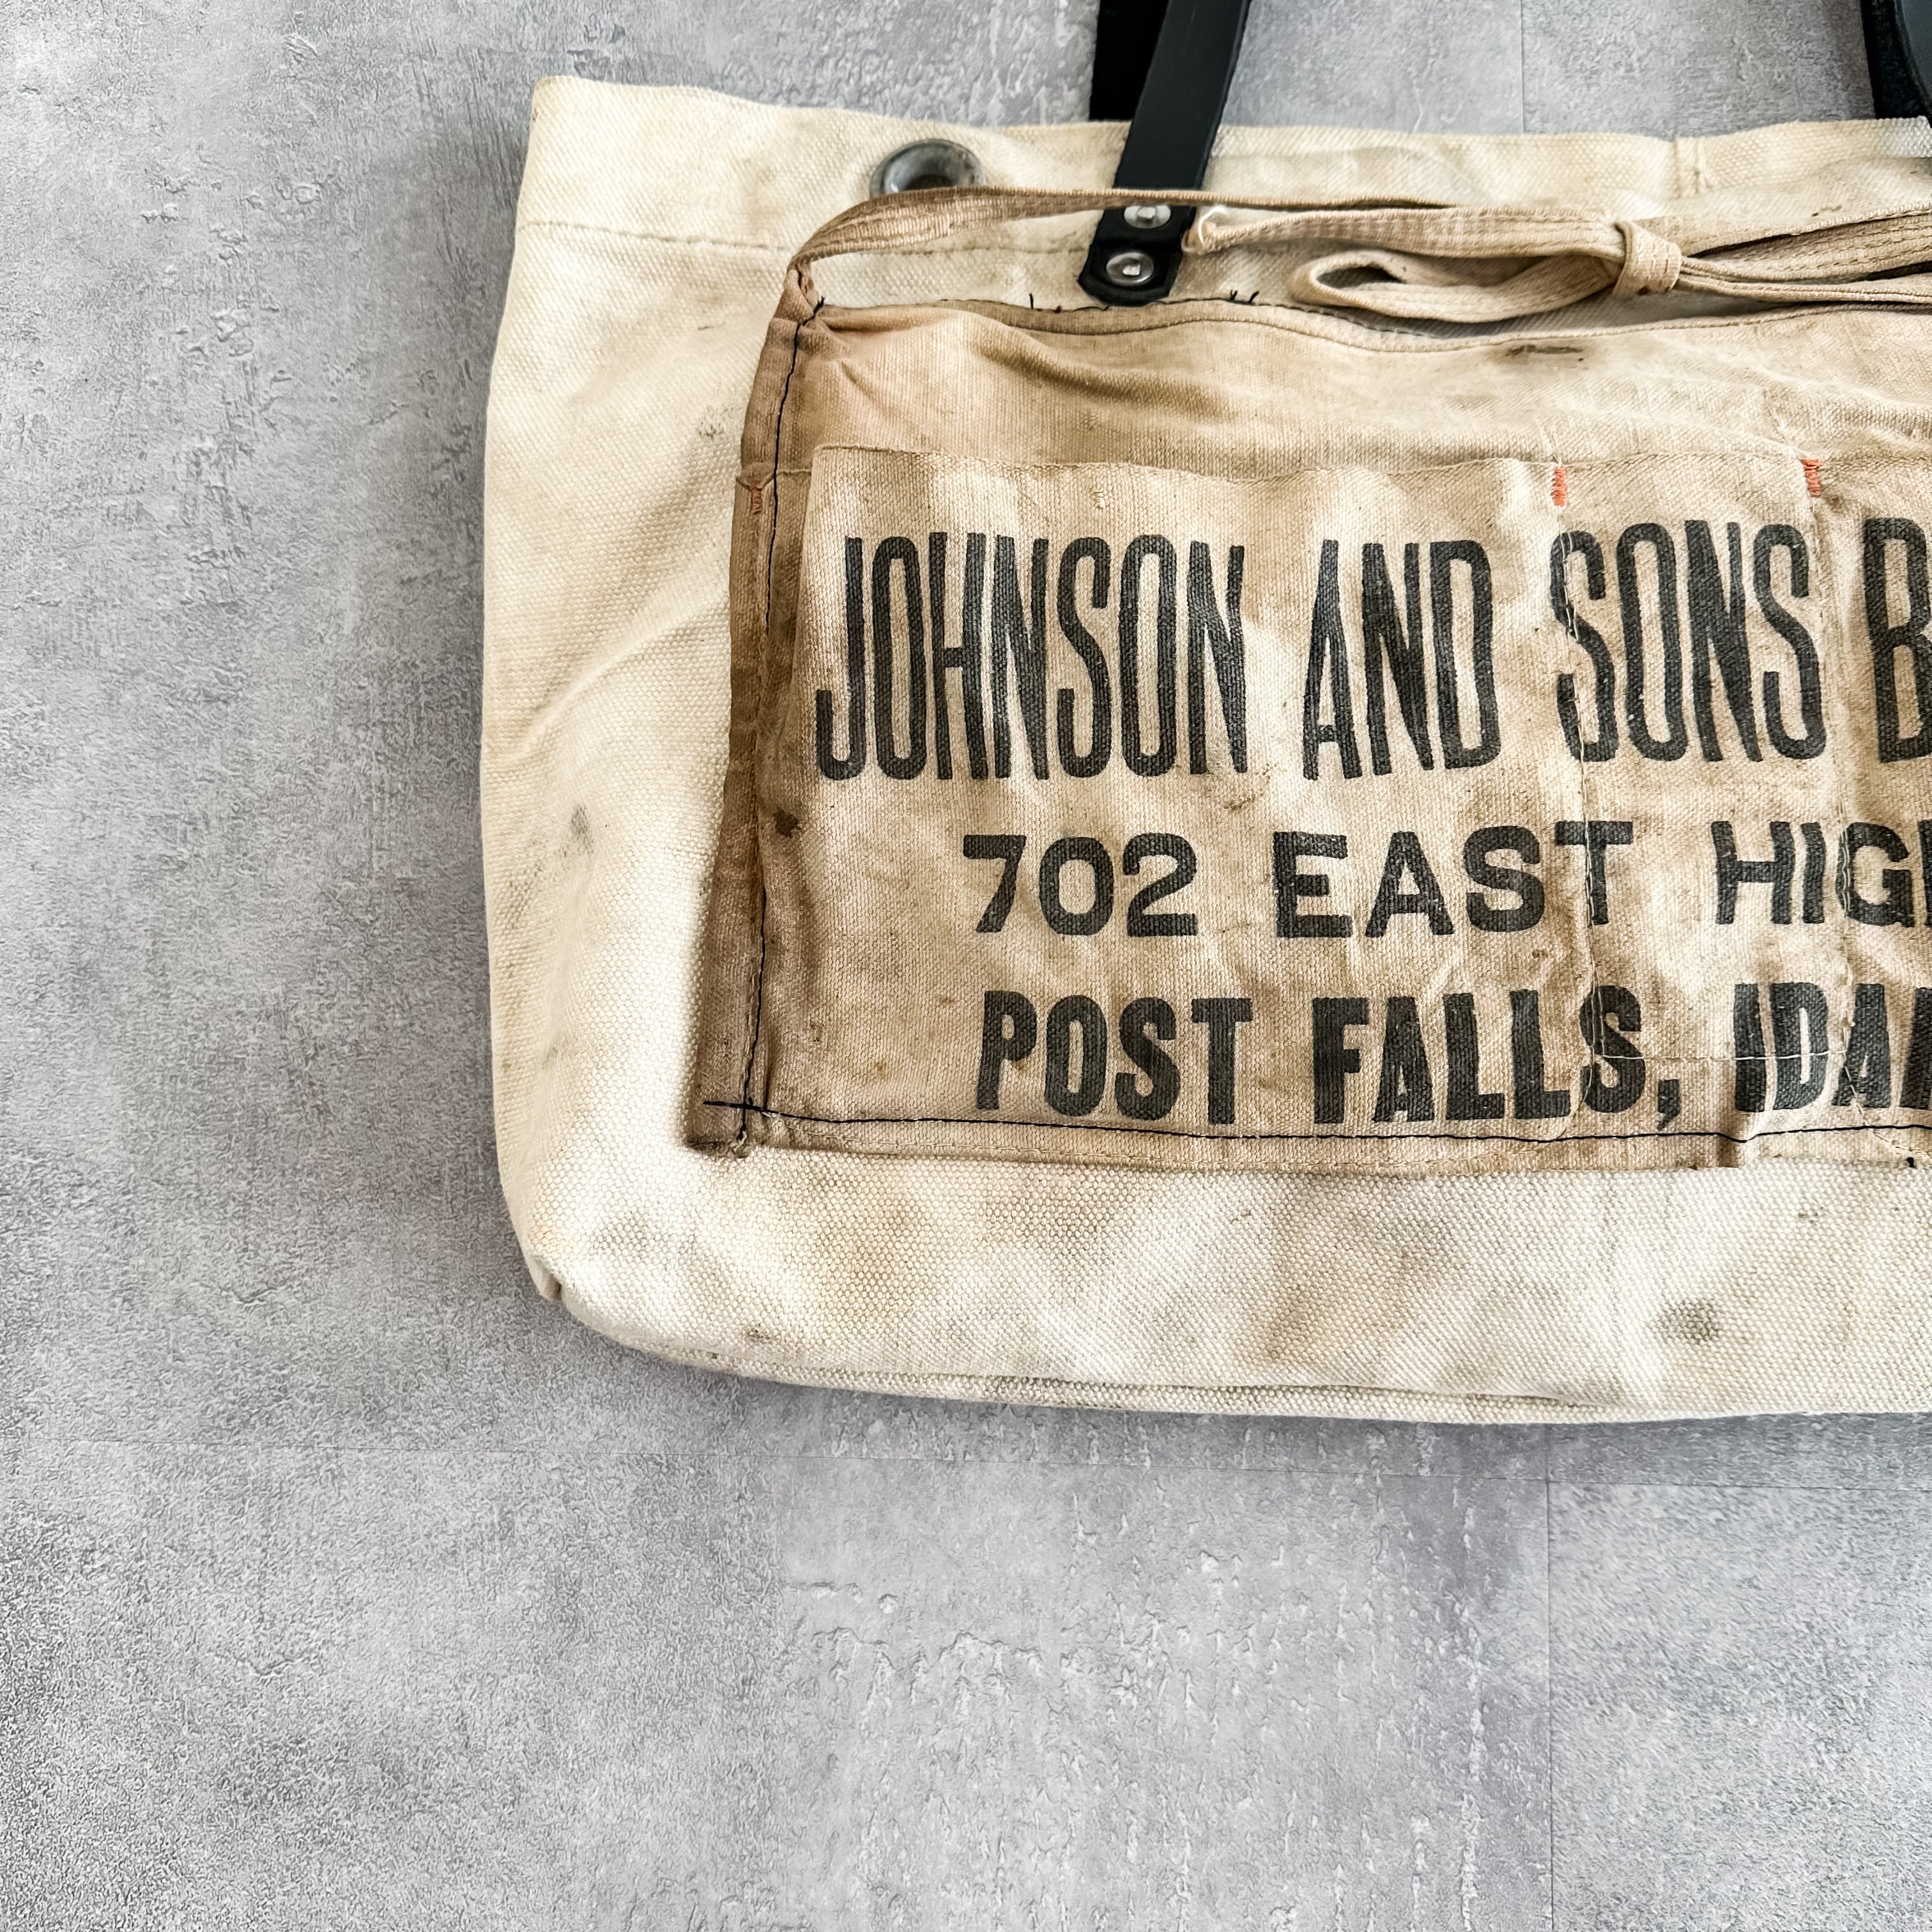 JOHNSON AND SONS
702 EAST
POST FALLS,